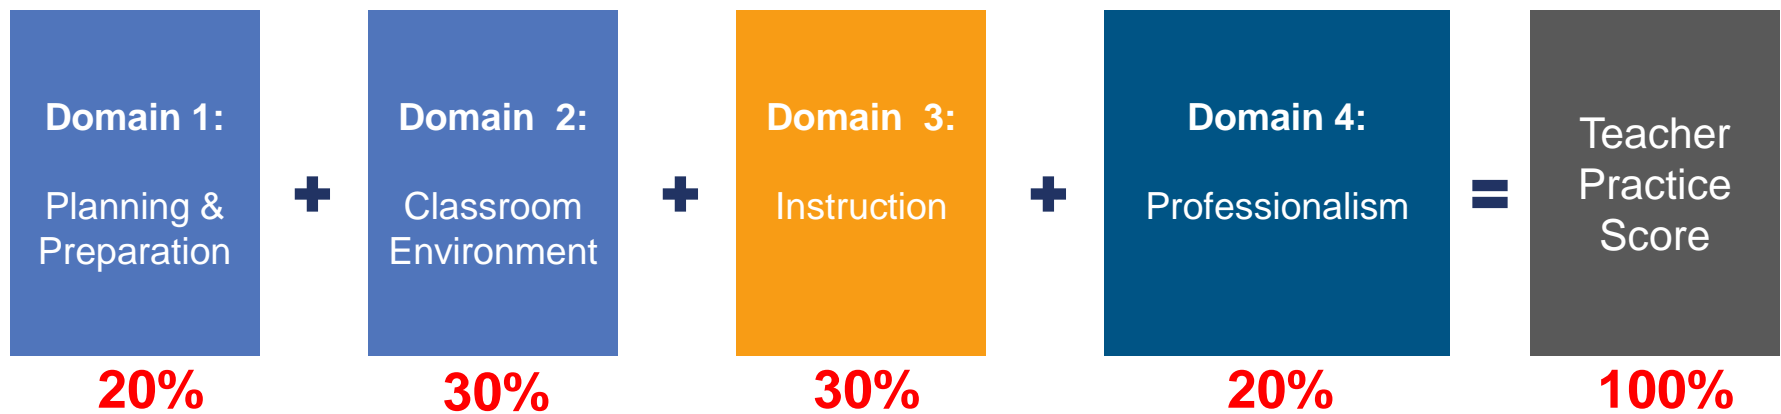 Domain 1:
Planning &
Preparation
20%
+
Domain  2:
Classroom
Environment
30%
+
Domain  3:
Instruction
30%
+
Domain 4:
Professionalism
20%
=
Teacher
Practice
Score
100%